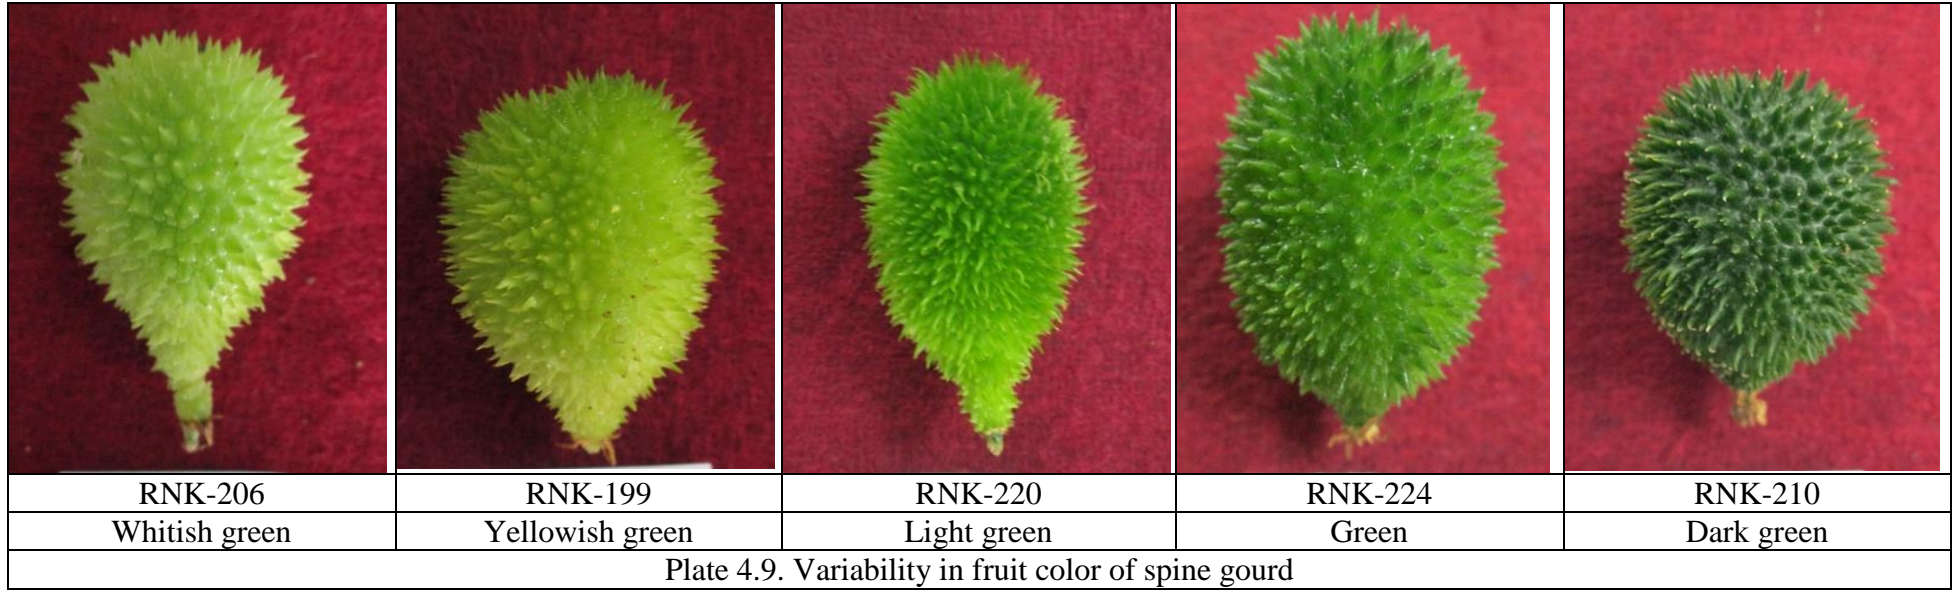 RNK-206 RNK-199 RNK-220 RNK-224 RNK-210
Whitish green Yellowish green Light green Green Dark green
Plate 4.9. Variability in fruit color of spine gourd